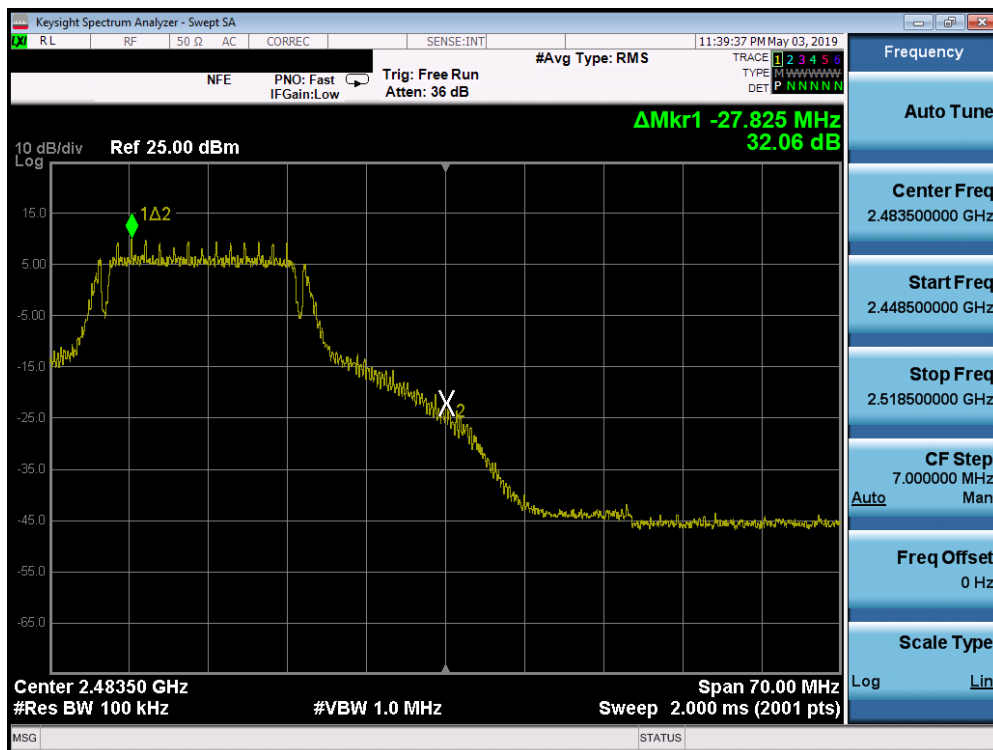 Keysight Spectrum Analyzer - Swept SA
LXI RL RF 50 Ω AC CORREC SENSE:INT 11:39:37 PM May 03, 2019
#Avg Type: RMS
TRACE 1 2 3 4 5 6
TYPE M WWWWW
DET P N N N N N
NFE
PNO: Fast
IFGain:Low
Trig: Free Run
Atten: 36 dB
ΔMkr1 -27.825 MHz
32.06 dB
10 dB/div
Log
Ref 25.00 dBm
15.0
5.00
-5.00
-15.0
-25.0
-35.0
-45.0
-55.0
-65.0
1Δ2
X2
Center 2.48350 GHz
Span 70.00 MHz
#Res BW 100 kHz
#VBW 1.0 MHz
Sweep 2.000 ms (2001 pts)
MSG
STATUS
Frequency
Auto Tune
Center Freq
2.483500000 GHz
Start Freq
2.448500000 GHz
Stop Freq
2.518500000 GHz
CF Step
7.000000 MHz
Auto Man
Freq Offset
0 Hz
Scale Type
Log Lin